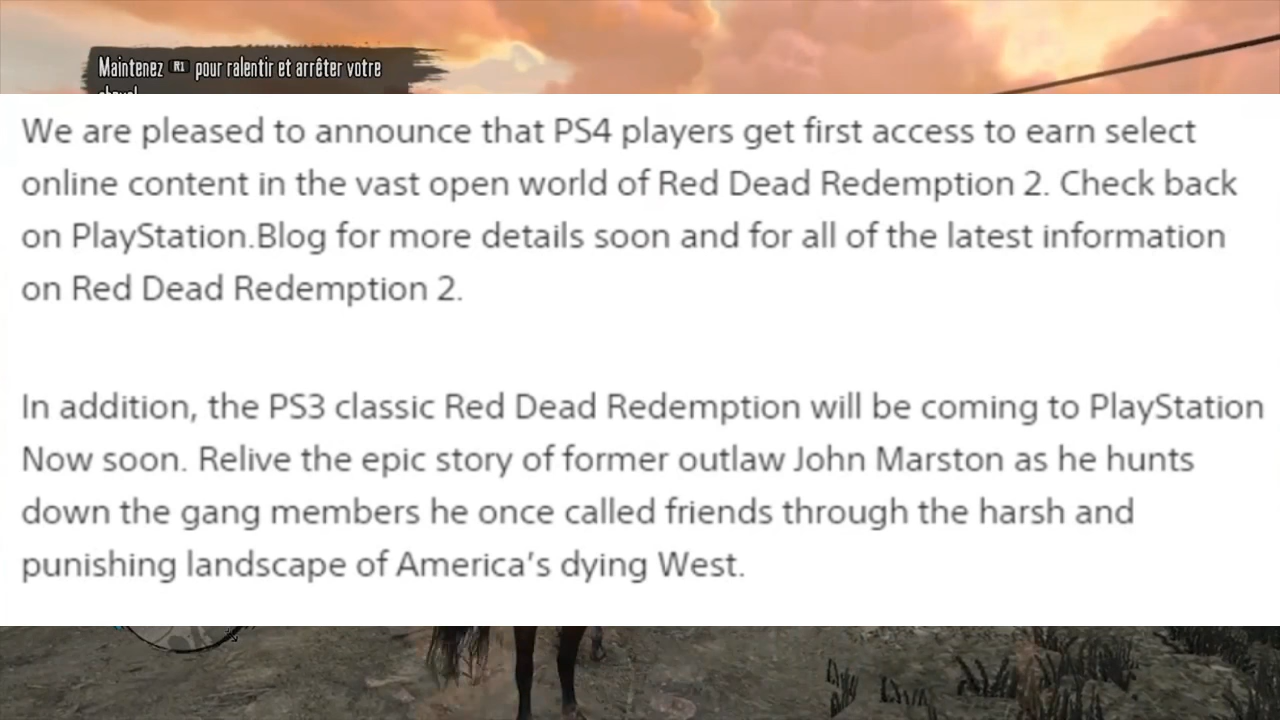 Maintenez R1 pour ralentir et arrêter votre
We are pleased to announce that PS4 players get first access to earn select
online content in the vast open world of Red Dead Redemption 2. Check back
on PlayStation.Blog for more details soon and for all of the latest information
on Red Dead Redemption 2.
In addition, the PS3 classic Red Dead Redemption will be coming to PlayStation
Now soon. Relive the epic story of former outlaw John Marston as he hunts
down the gang members he once called friends through the harsh and
punishing landscape of America's dying West.